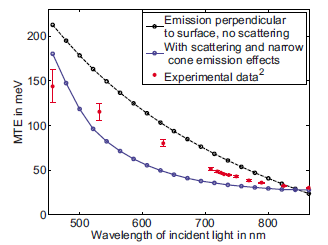 Emission perpendicular
to surface, no scattering
With scattering and narrow
cone emission effects
Experimental data2
MTE in meV
200
150
100
50
0
500 600 700 800
Wavelength of incident light in nm